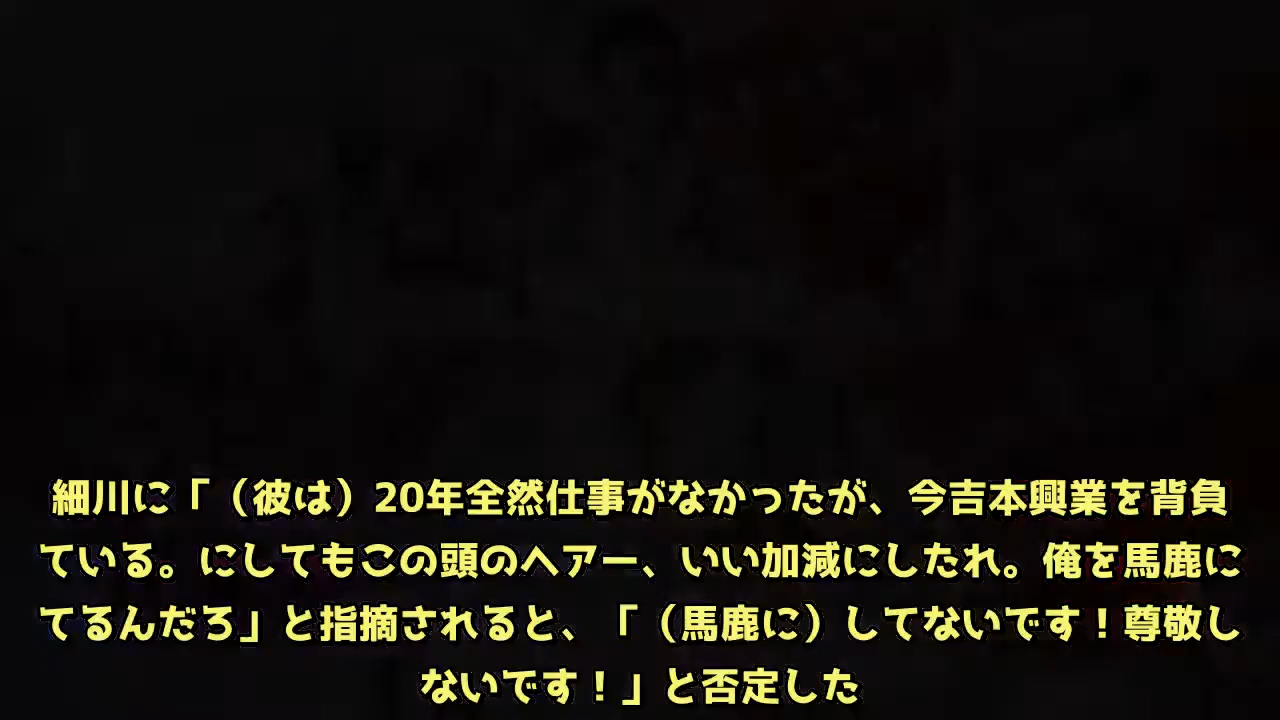 細川に「（彼は）20年全然仕事がなかったが、今吉本興業を背負
ている。にしてもこの頭のヘアー、いい加減にしたれ。俺を馬鹿に
てるんだろ」と指摘されると、「（馬鹿に）してないです！尊敬し
ないです！」と否定した